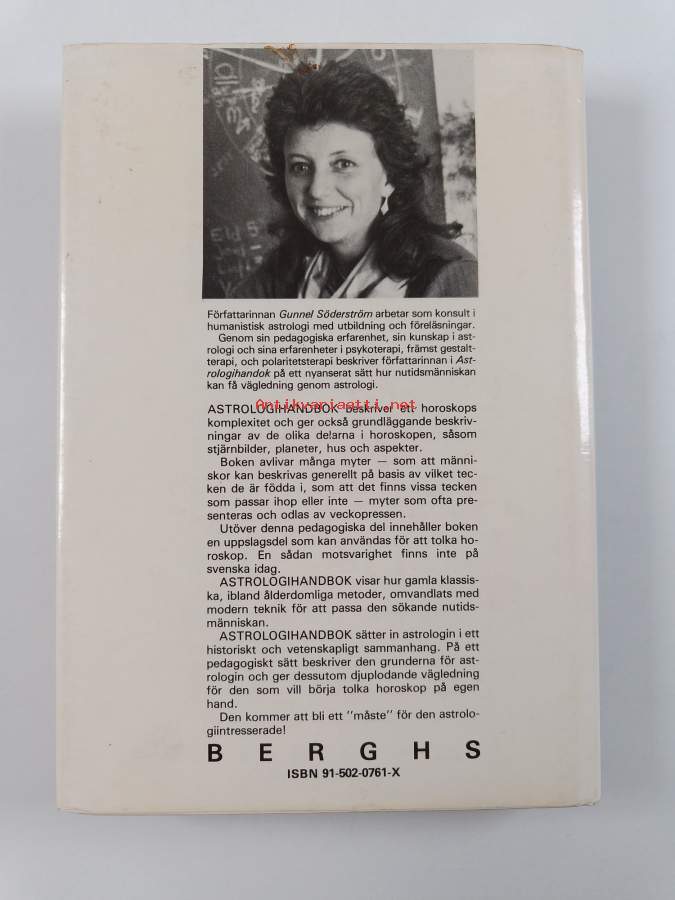 Författarinnan Gunnel Söderström arbetar som konsult i
humanistisk astrologi med utbildning och föreläsningar.
Genom sin pedagogiska erfarenhet, sin kunskap i ast-
rologi och sina erfarenheter i psykoterapi, främst gestalt-
terapi, och polaritetsterapi beskriver författarinnan i Ast-
rologihandok på ett nyanserat sätt hur nutidsmänniskan
kan få vägledning genom astrologi.
Antikvariaatti.net
ASTROLOGIHANDBOK beskriver ett horoskops
komplexitet och ger också grundläggande beskriv-
ningar av de olika delarna i horoskopen, såsom
stjärnbilder, planeter, hus och aspekter.
Boken avlivar många myter — som att männi-
skor kan beskrivas generellt på basis av vilket tec-
ken de är födda i, som att det finns vissa tecken
som passar ihop eller inte — myter som ofta pre-
senteras och odlas av veckopressen.
Utöver denna pedagogiska del innehåller boken
en uppslagsdel som kan användas för att tolka ho-
roskop. En sådan motsvarighet finns inte på
svenska idag.
ASTROLOGIHANDBOK visar hur gamla klassis-
ka, ibland ålderdomliga metoder, omvandlats med
modern teknik för att passa den sökande nutids-
människan.
ASTROLOGIHANDBOK sätter in astrologin i ett
historiskt och vetenskapligt sammanhang. På ett
pedagogiskt sätt beskriver den grunderna för ast-
rologin och ger dessutom djuplodande vägledning
för den som vill börja tolka horoskop på egen
hand.
Den kommer att bli ett "måste" för den astrolo-
giintresserade!
BERGHS
ISBN 91-502-0761-X